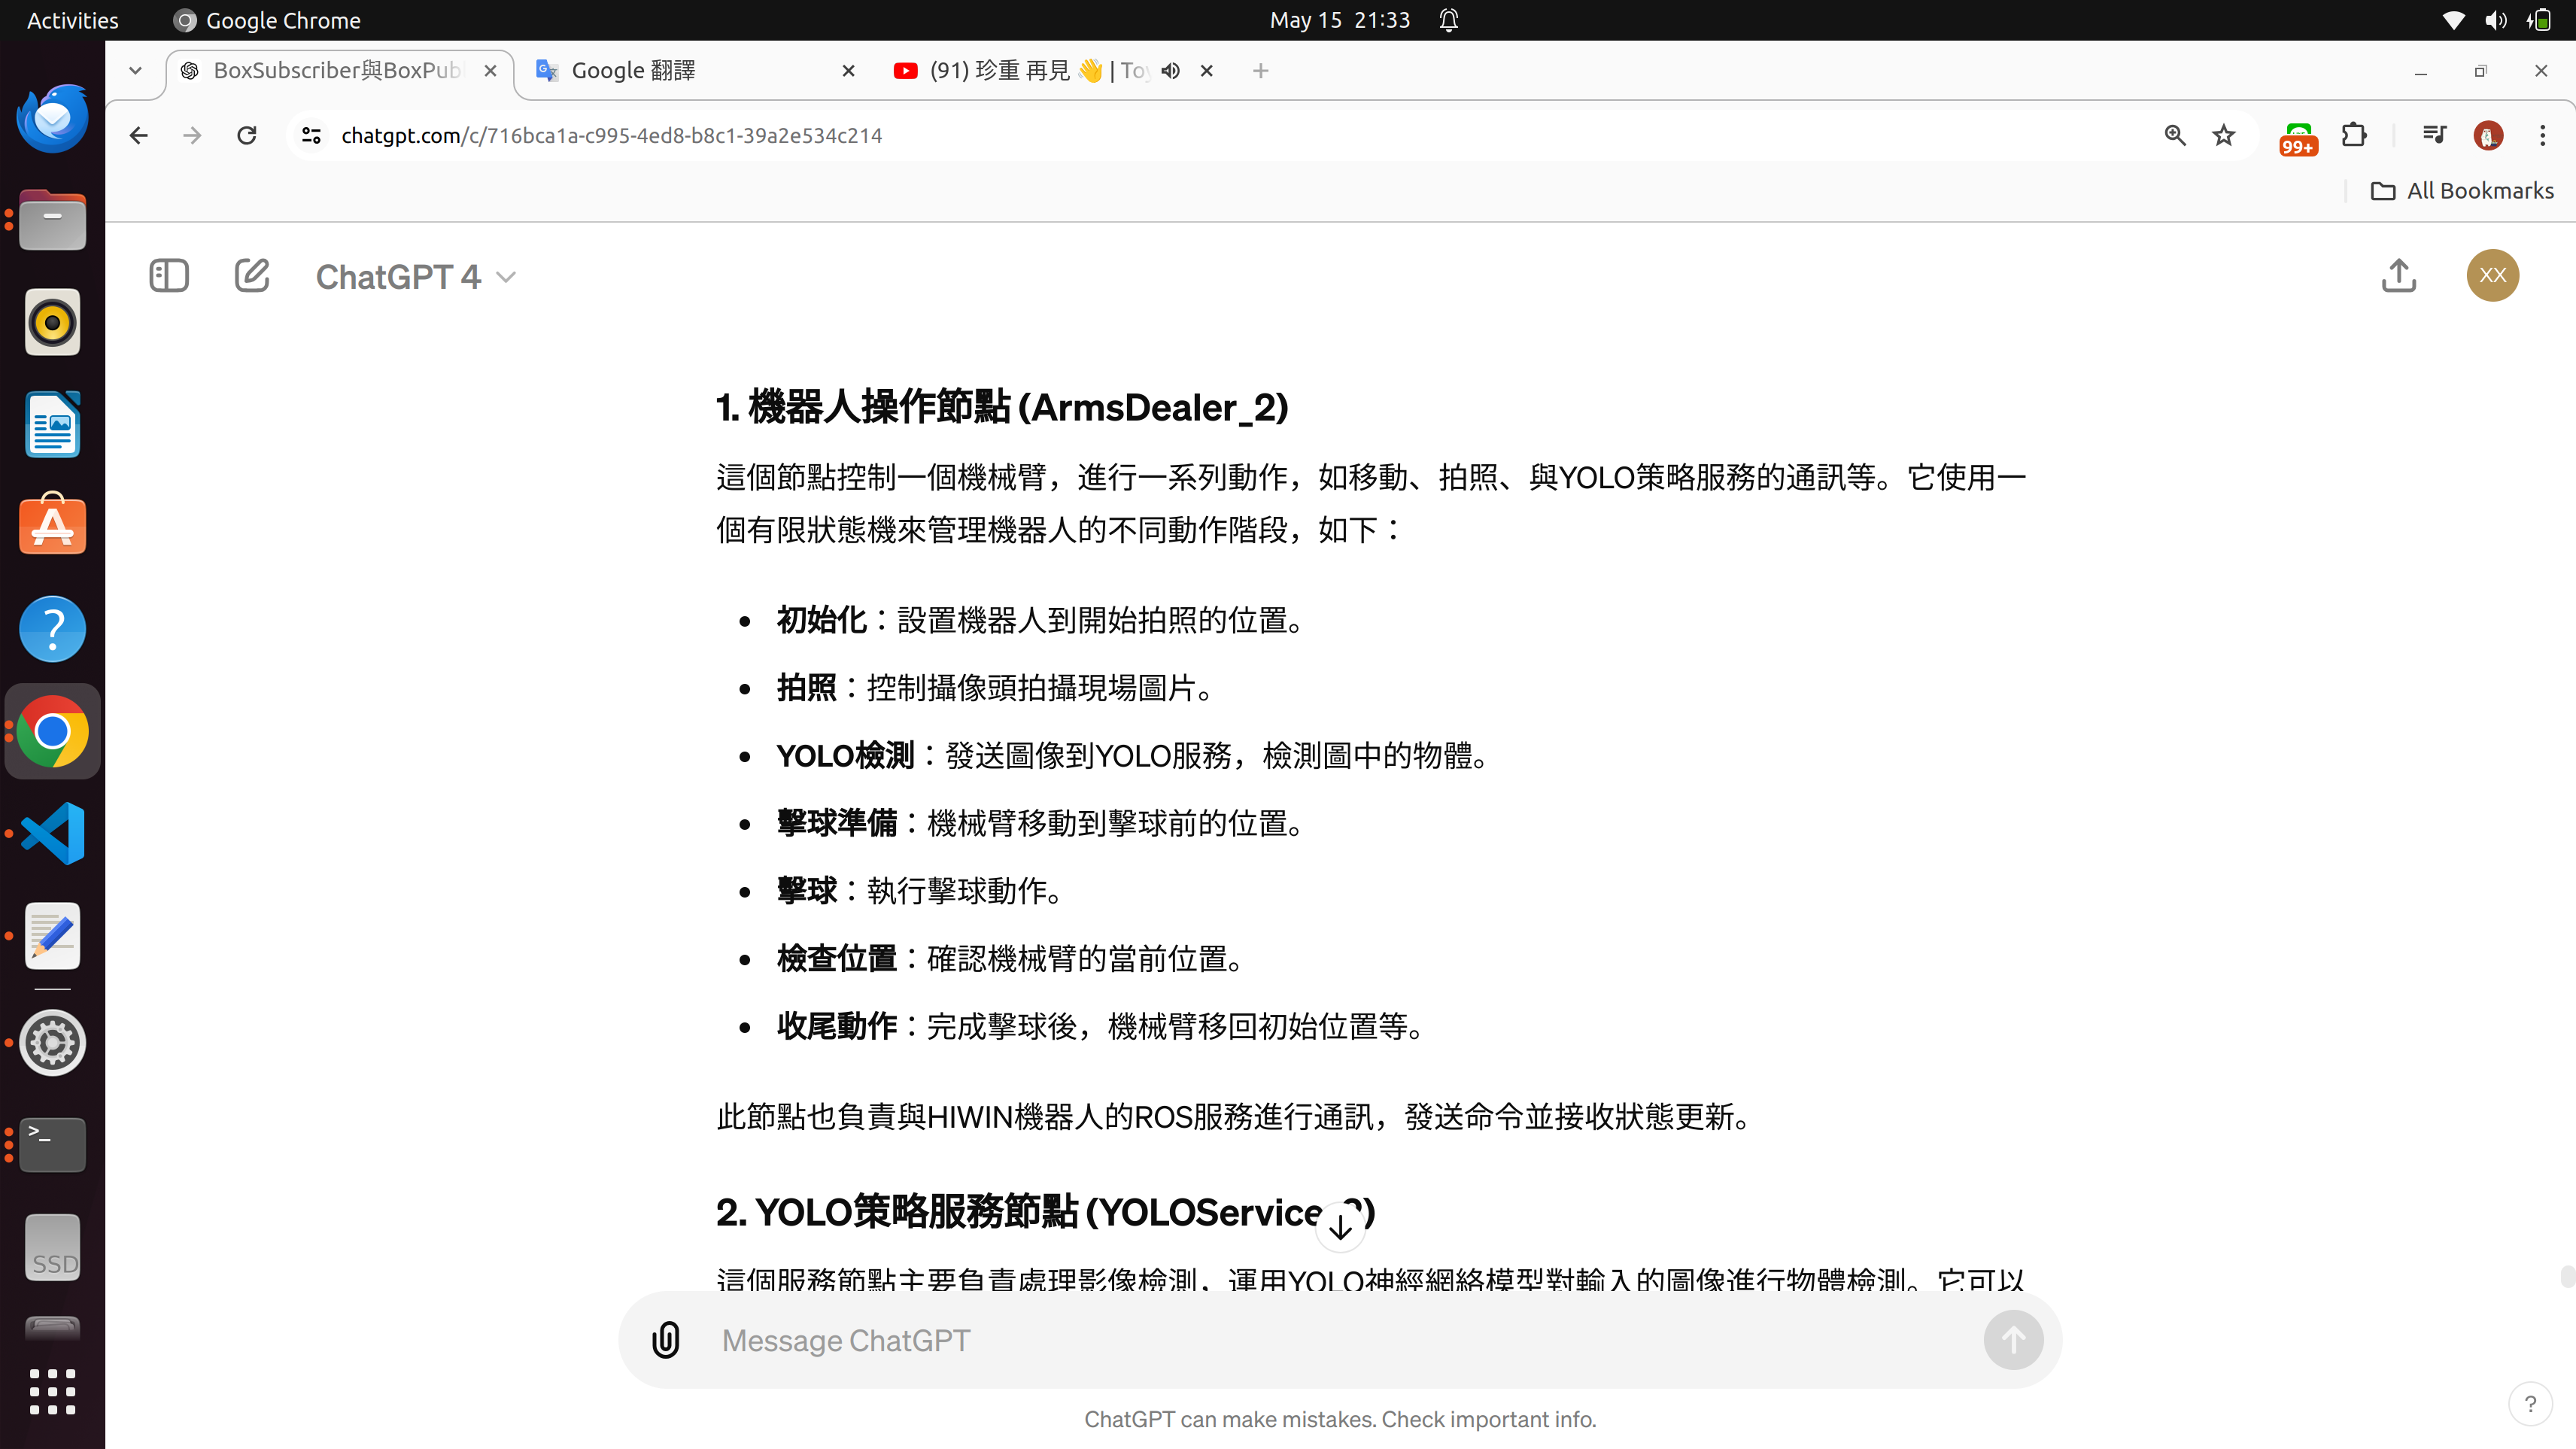 Activities
Google Chrome
May 15 21:33
BoxSubscriber與BoxPub
Google 翻譯
(91) 珍重 再見 👋 | Toy
chatgpt.com/c/716bca1a-c995-4ed8-b8c1-39a2e534c214
99+
All Bookmarks
ChatGPT 4
XX
1. 機器人操作節點 (ArmsDealer_2)
這個節點控制一個機械臂，進行一系列動作，如移動、拍照、與YOLO策略服務的通訊等。它使用一
個有限狀態機來管理機器人的不同動作階段，如下：
• 初始化：設置機器人到開始拍照的位置。
• 拍照：控制攝像頭拍攝現場圖片。
• YOLO檢測：發送圖像到YOLO服務，檢測圖中的物體。
• 擊球準備：機械臂移動到擊球前的位置。
• 擊球：執行擊球動作。
• 檢查位置：確認機械臂的當前位置。
• 收尾動作：完成擊球後，機械臂移回初始位置等。
此節點也負責與HIWIN機器人的ROS服務進行通訊，發送命令並接收狀態更新。
2. YOLO策略服務節點 (YOLOService_2)
這個服務節點主要負責處理影像檢測，運用YOLO神經網絡模型對輸入的圖像進行物體檢測。它可以
Message ChatGPT
ChatGPT can make mistakes. Check important info.
?
>_
SSD